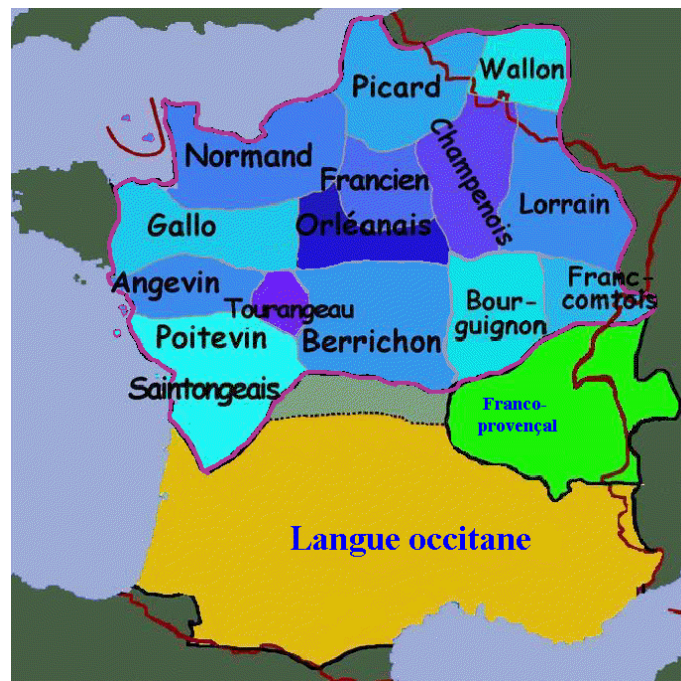 Wallon
Picard
Champenois
Normand
Francien
Lorrain
Orléanais
Gallo
Angevin
Franc-
comtois
Tourangeau
Bour-
guignon
Poitevin
Berrichon
Saintongeais
Franco-
provençal
Langue occitane